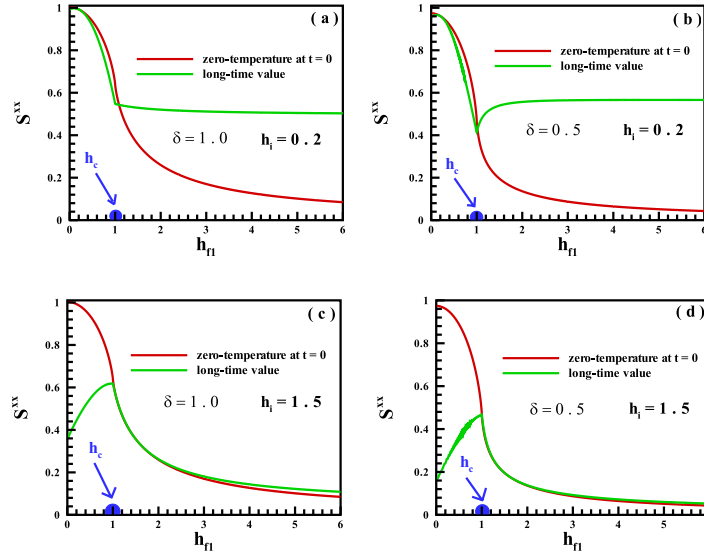 ( a )
zero-temperature at t = 0
long-time value
δ = 1 . 0 h_i = 0 . 2
h_c
S^xx
1
0.8
0.6
0.4
0.2
0
0 1 2 3 4 5 6
h_f1
( b )
zero-temperature at t = 0
long-time value
δ = 0 . 5 h_i = 0 . 2
h_c
S^xx
1
0.8
0.6
0.4
0.2
0
0 1 2 3 4 5 6
h_f1
( c )
zero-temperature at t = 0
long-time value
δ = 1 . 0 h_i = 1 . 5
h_c
S^xx
1
0.8
0.6
0.4
0.2
0
0 1 2 3 4 5 6
h_f1
( d )
zero-temperature at t = 0
long-time value
δ = 0 . 5 h_i = 1 . 5
h_c
S^xx
1
0.8
0.6
0.4
0.2
0
0 1 2 3 4 5 6
h_f1